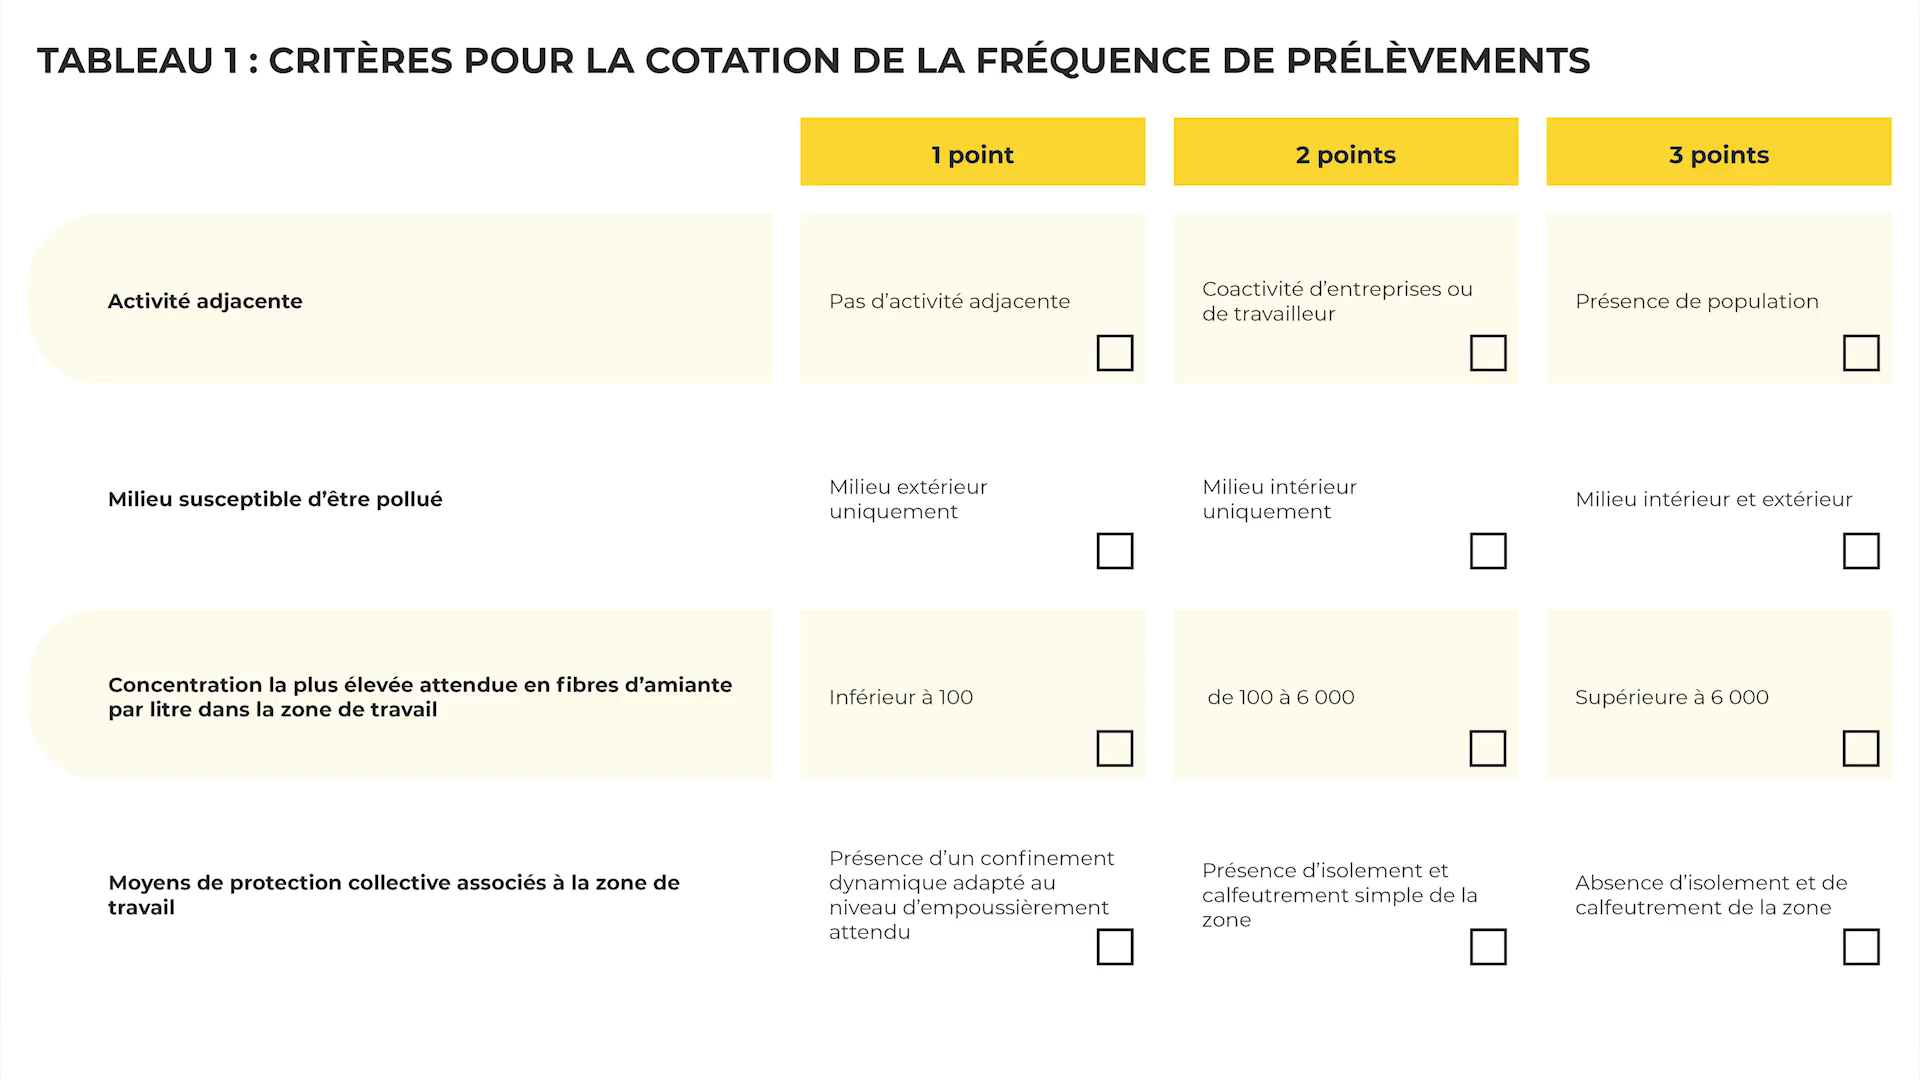 TABLEAU 1 : CRITÈRES POUR LA COTATION DE LA FRÉQUENCE DE PRÉLÈVEMENTS
1 point
2 points
3 points
Activité adjacente
Pas d’activité adjacente
Coactivité d’entreprises ou
de travailleur
Présence de population
Milieu susceptible d’être pollué
Milieu extérieur
uniquement
Milieu intérieur
uniquement
Milieu intérieur et extérieur
Concentration la plus élevée attendue en fibres d’amiante
par litre dans la zone de travail
Inférieur à 100
de 100 à 6 000
Supérieure à 6 000
Moyens de protection collective associés à la zone de
travail
Présence d’un confinement
dynamique adapté au
niveau d’empoussièrement
attendu
Présence d’isolement et
calfeutrement simple de la
zone
Absence d’isolement et de
calfeutrement de la zone